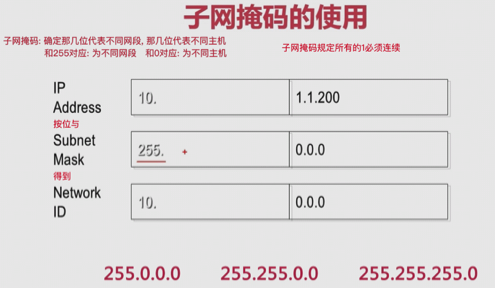 子网掩码的使用
子网掩码: 确定那几位代表不同网段, 那几位代表不同主机
和255对应: 为不同网段 和0对应: 为不同主机
子网掩码规定所有的1必须连续
IP
Address
10.
1.1.200
按位与
Subnet
Mask
255.
0.0.0
得到
Network
ID
10.
0.0.0
255.0.0.0
255.255.0.0
255.255.255.0